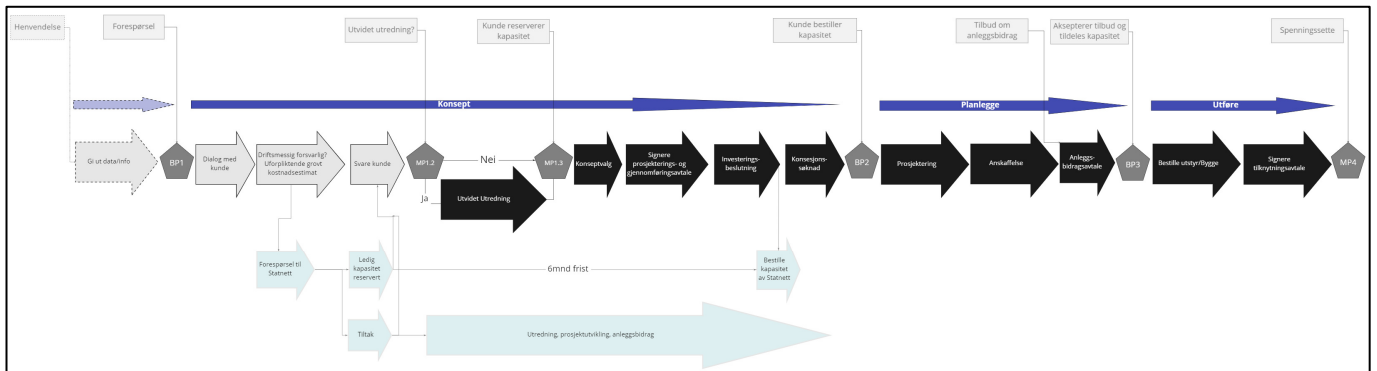 Henvendelse
Forespørsel
Utvidet utredning?
Kunde reserverer
kapasitet
Kunde bestiller
kapasitet
Tilbud om
anleggsbidrag
Aksepterer tilbud og
tildeles kapasitet
Spenningssette
Konsept
Planlegge
Utføre
Gi ut data/info
BP1
Dialog med
kunde
Driftsmessig forsvarlig?
Uforpliktende grovt
kostnadsestimat
Svare kunde
MP1.2
Nei
Ja
Utvidet Utredning
MP1.3
Konseptvalg
Signere
prosjekterings- og
gjennomføringsavtale
Investerings-
beslutning
Konsesjons-
søknad
BP2
Prosjektering
Anskaffelse
Anleggs-
bidragsavtale
BP3
Bestille utstyr/Bygge
Signere
tilknytningsavtale
MP4
Forespørsel til
Statnett
Ledig
kapasitet
reservert
6mnd frist
Bestille
kapasitet
av Statnett
Tiltak
Utredning, prosjektutvikling, anleggsbidrag